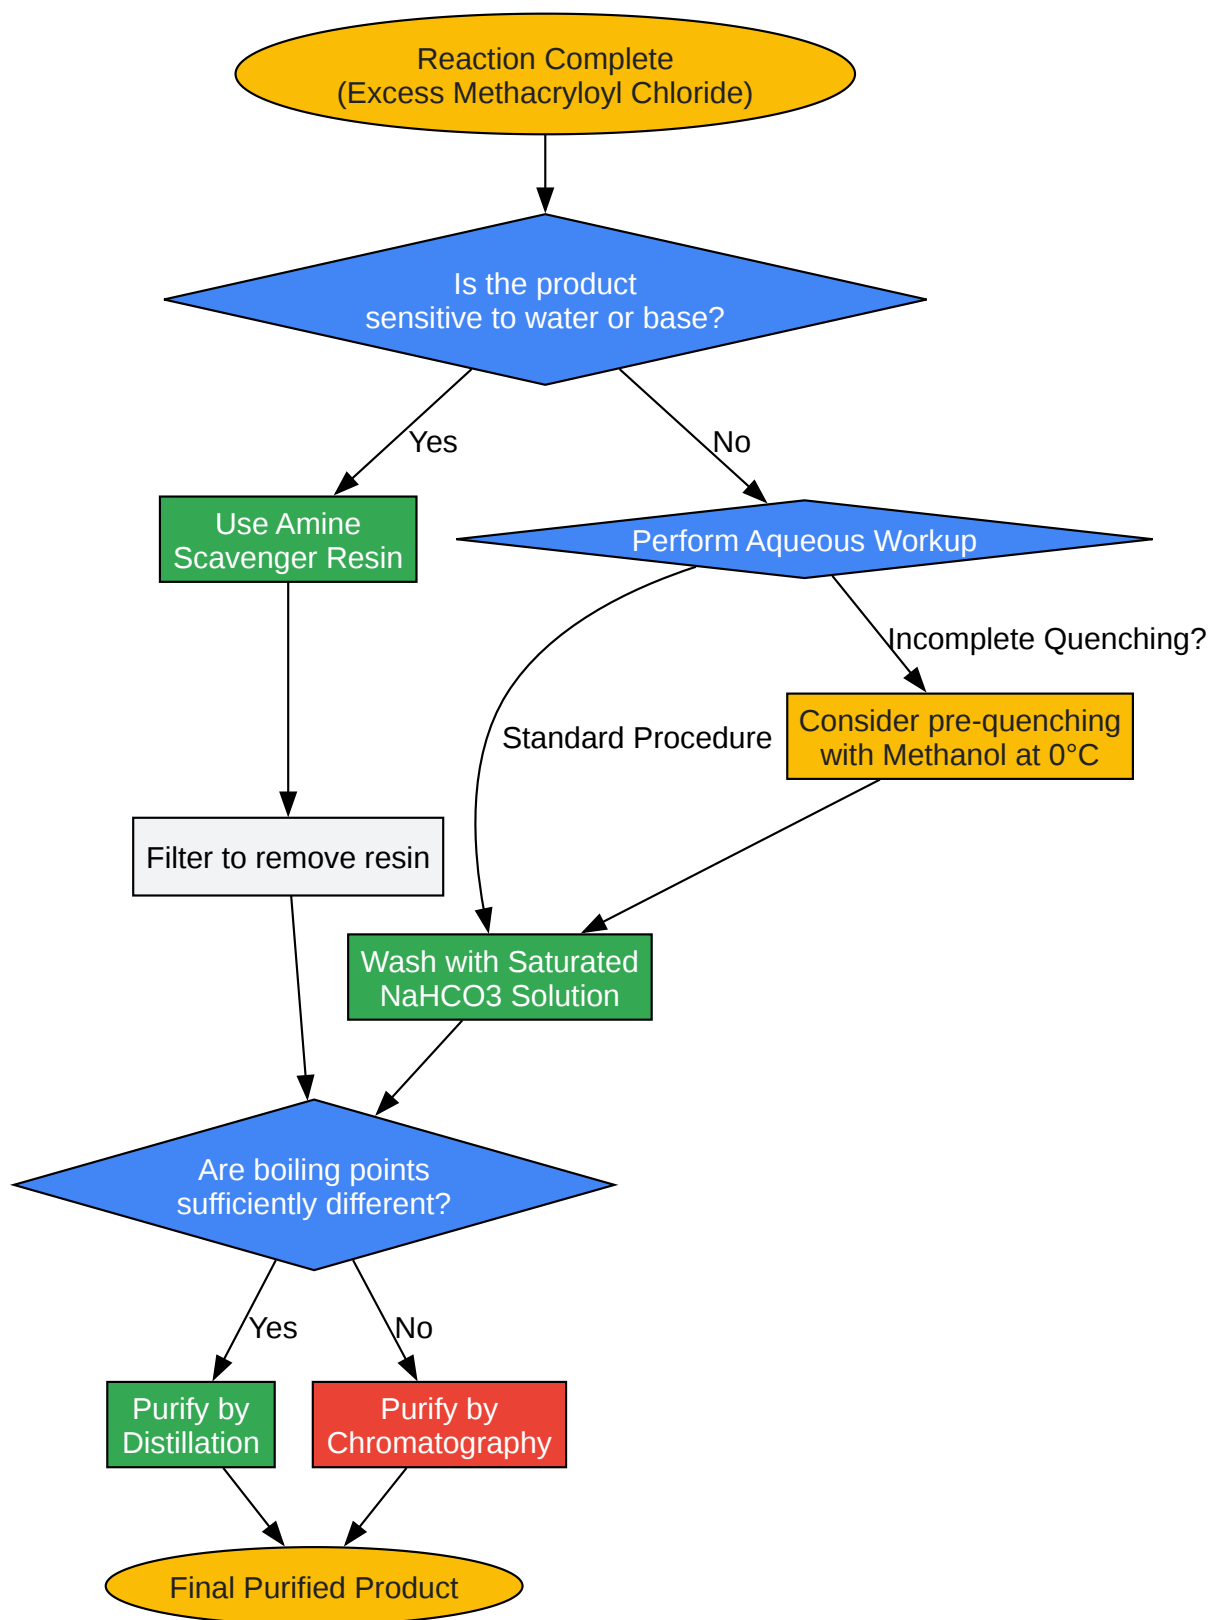 Reaction Complete
(Excess Methacryloyl Chloride)
Is the product
sensitive to water or base?
Yes
No
Use Amine
Scavenger Resin
Perform Aqueous Workup
Incomplete Quenching?
Standard Procedure
Consider pre-quenching
with Methanol at 0°C
Filter to remove resin
Wash with Saturated
NaHCO3 Solution
Are boiling points
sufficiently different?
Yes
No
Purify by
Distillation
Purify by
Chromatography
Final Purified Product